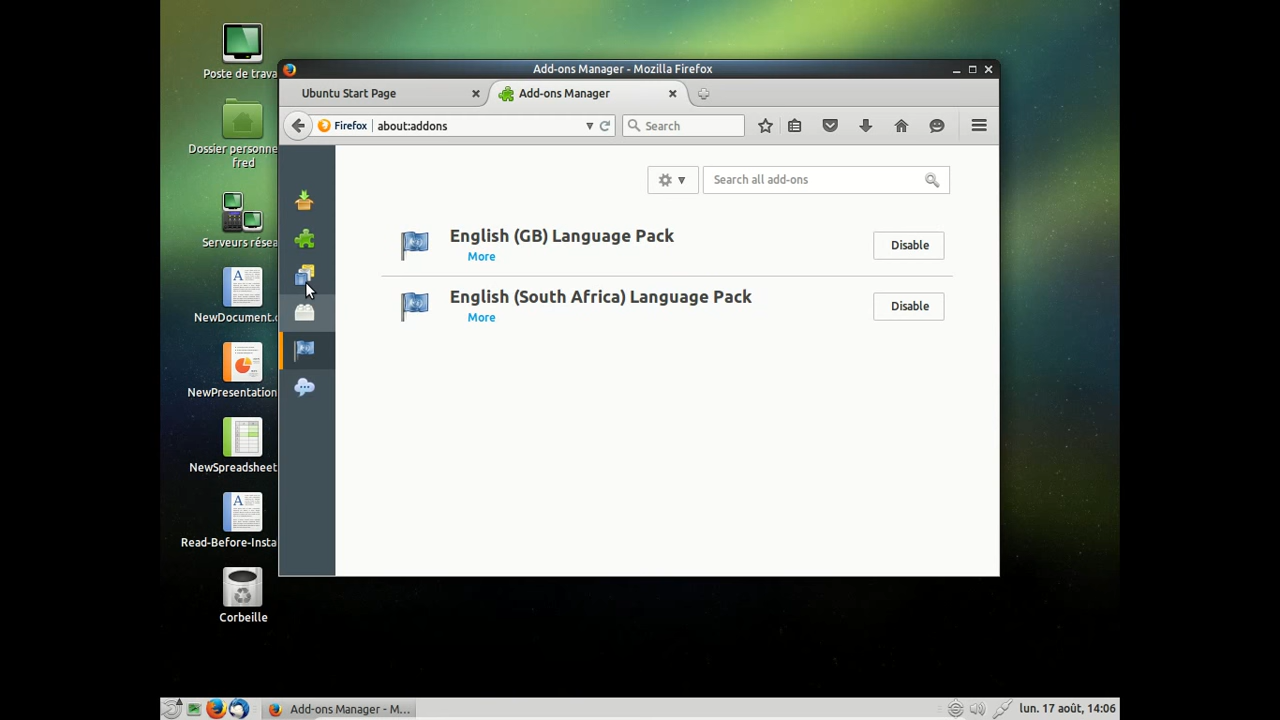 Poste de trava
Dossier personne
fred
Serveurs résea
NewDocument.
NewPresentation
NewSpreadsheet
Read-Before-Insta
Corbeille
Add-ons Manager - Mozilla Firefox
Ubuntu Start Page
Add-ons Manager
Firefox
about:addons
Search
Search all add-ons
English (GB) Language Pack
More
Disable
English (South Africa) Language Pack
More
Disable
Add-ons Manager - M...
lun. 17 août, 14:06